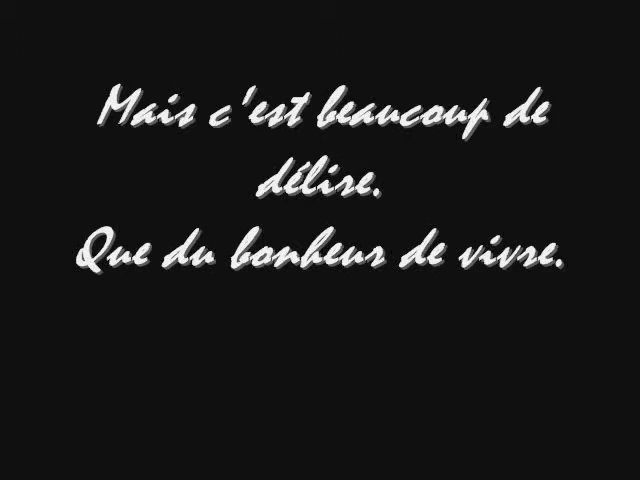 Mais c'est beaucoup de
délire.
Que du bonheur de vivre.